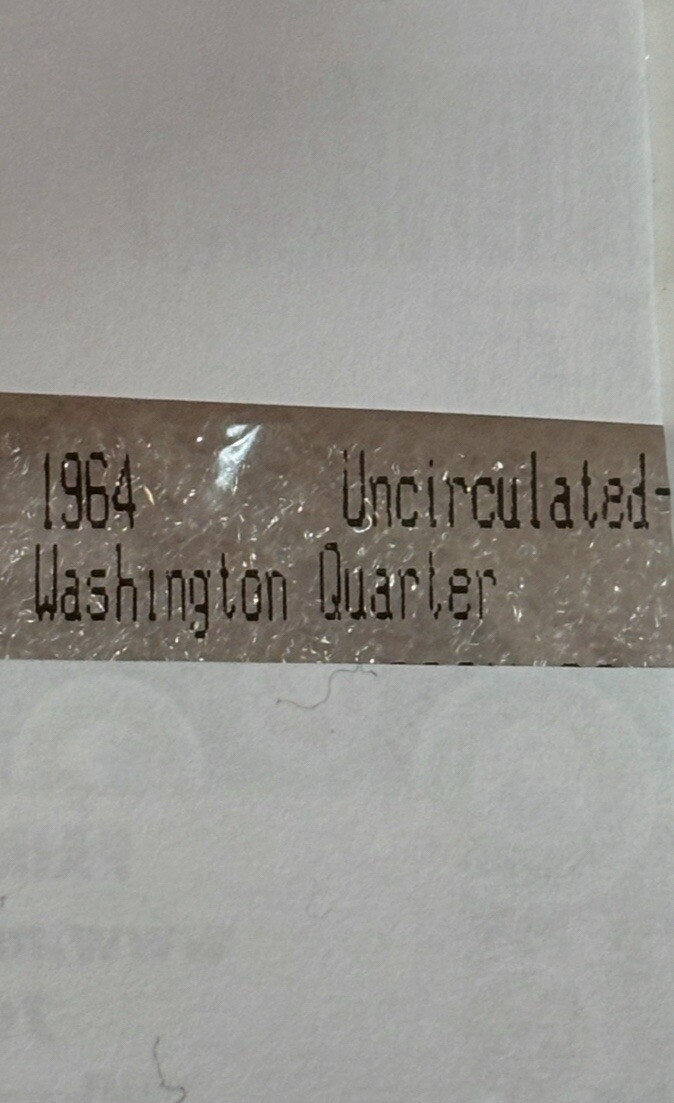 1964 Uncirculated-
Washington Quarter